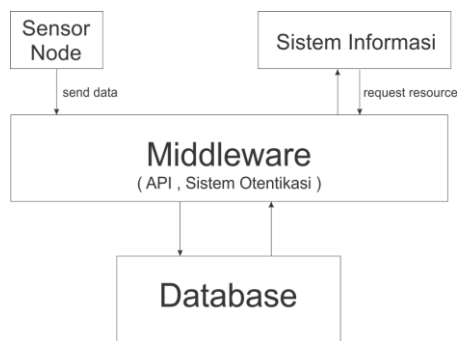 Sensor
Node
Sistem Informasi
send data
request resource
Middleware
( API , Sistem Otentikasi )
Database